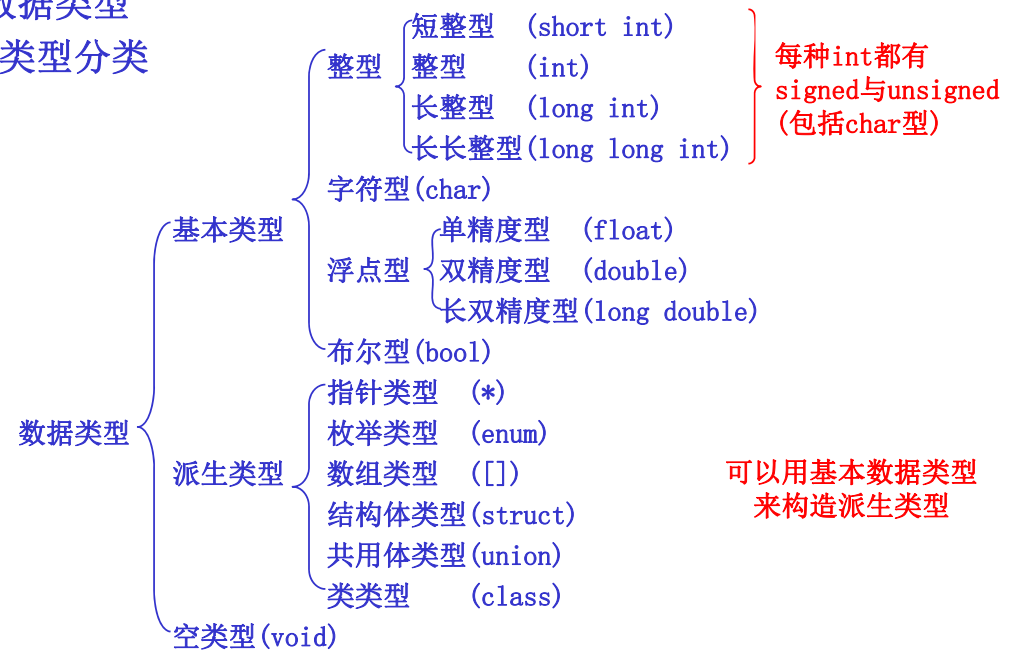 数据类型
类型分类
短整型 (short int)
整型
整型 (int)
长整型 (long int)
长长整型(long long int)
每种int都有
signed与unsigned
(包括char型)
字符型(char)
基本类型
单精度型 (float)
浮点型
双精度型 (double)
长双精度型(long double)
布尔型(bool)
指针类型 (*)
数据类型
枚举类型 (enum)
派生类型
数组类型 ([])
可以用基本数据类型
来构造派生类型
结构体类型(struct)
共用体类型(union)
类类型 (class)
空类型(void)